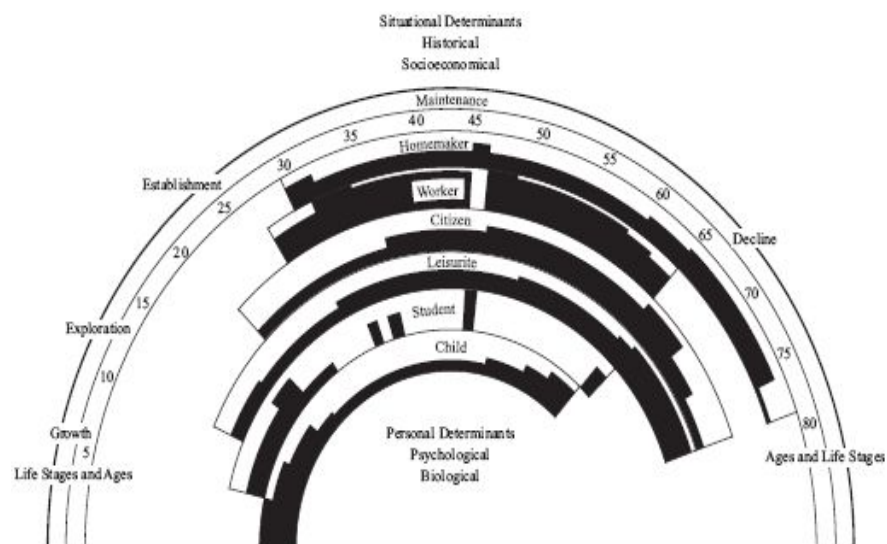 Situational Determinants
Historical
Socioeconomical
Maintenance
40
45
35
50
Homemaker
30
55
Establishment
25
Worker
60
20
Citizen
65
Decline
Leisurite
15
70
Exploration
Student
10
Child
75
Growth
5
Personal Determinants
Psychological
Biological
80
Life Stages and Ages
Ages and Life Stages